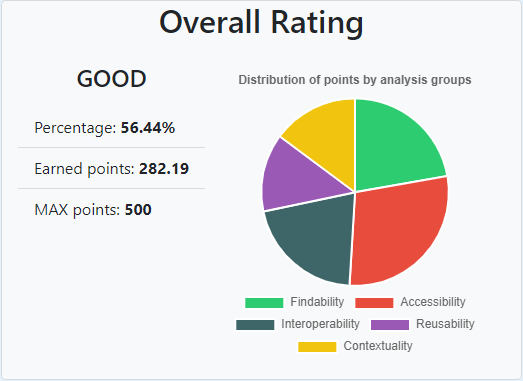 Overall Rating
GOOD
Percentage: 56.44%
Earned points: 282.19
MAX points: 500
Distribution of points by analysis groups
Findability Accessibility
Interoperability Reusability
Contextuality